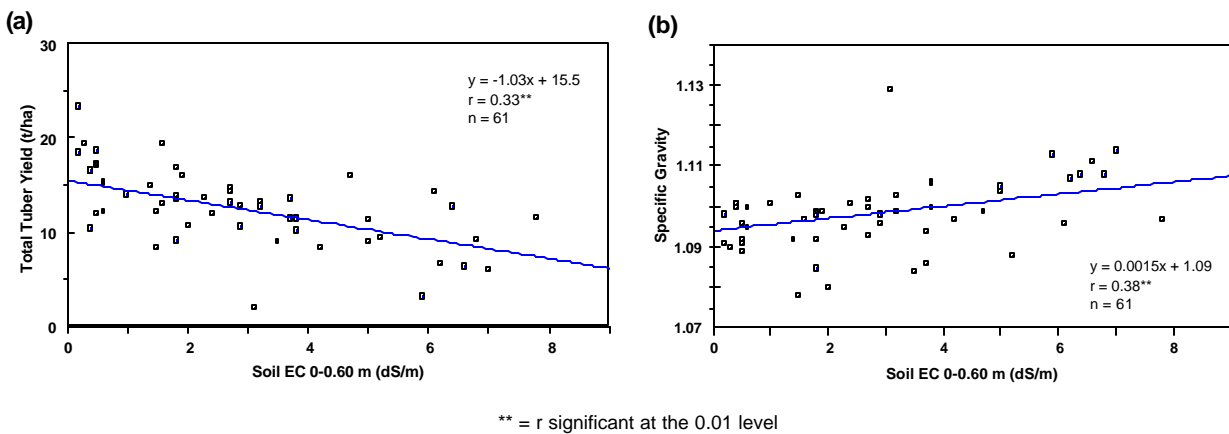 (a)
30
20
10
0
Total Tuber Yield (t/ha)
y = -1.03x + 15.5
r = 0.33**
n = 61
0 2 4 6 8
Soil EC 0-0.60 m (dS/m)
(b)
1.13
1.11
1.09
1.07
Specific Gravity
y = 0.0015x + 1.09
r = 0.38**
n = 61
0 2 4 6 8
Soil EC 0-0.60 m (dS/m)
** = r significant at the 0.01 level